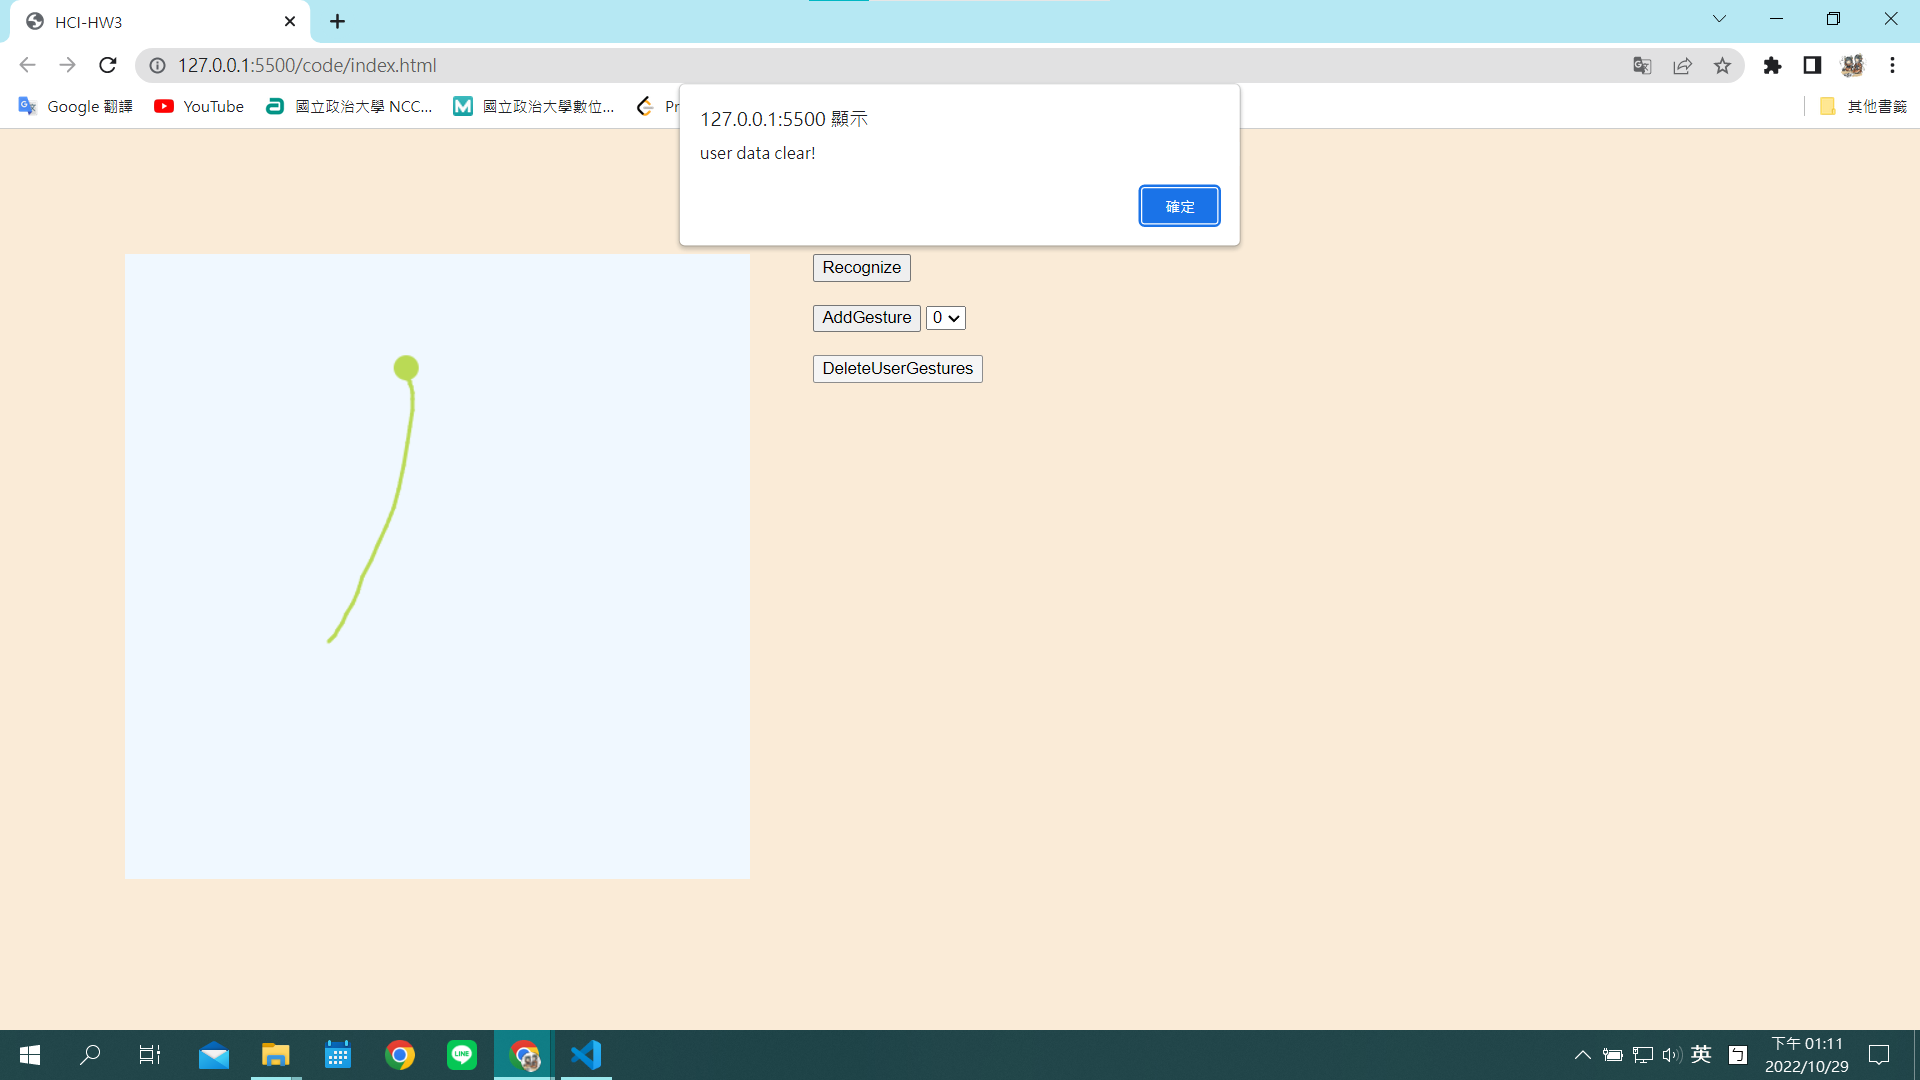 HCI-HW3
127.0.0.1:5500/code/index.html
Google 翻譯
YouTube
國立政治大學 NCC...
國立政治大學數位...
Pr
其他書籤
127.0.0.1:5500 顯示
user data clear!
確定
Recognize
AddGesture
0
DeleteUserGestures
LINE
英
下午 01:11
2022/10/29